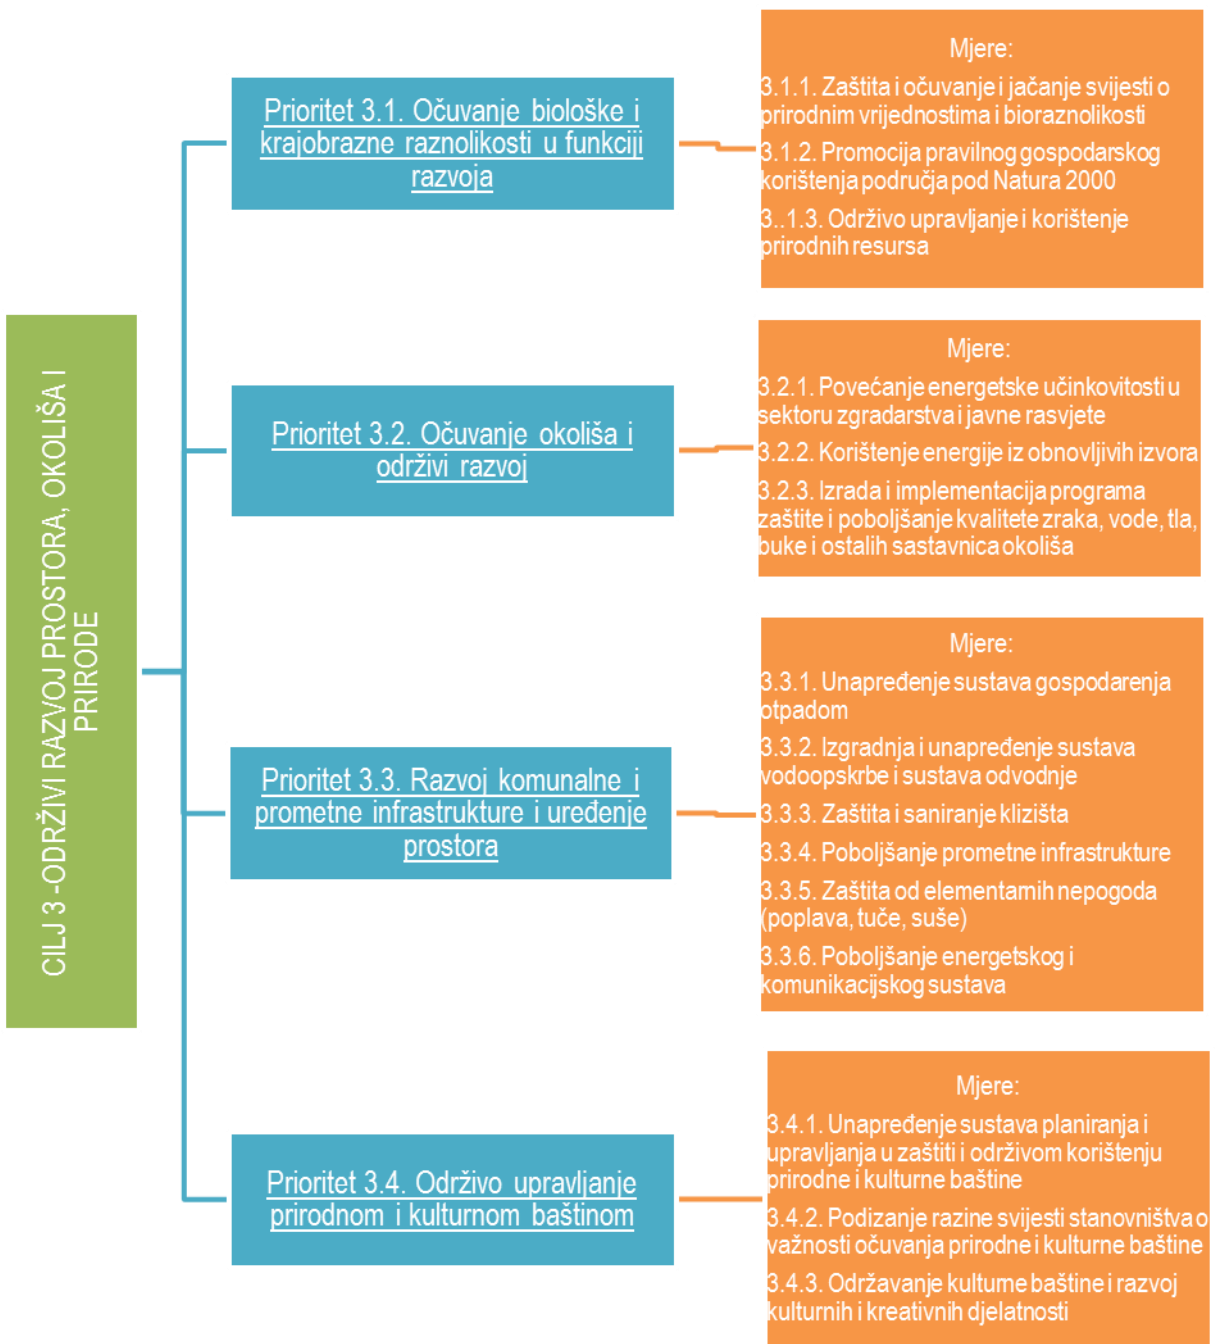 CILJ 3 -ODRŽIVI RAZVOJ PROSTORA, OKOLIŠA I
PRIRODE
Prioritet 3.1. Očuvanje biološke i
krajobrazne raznolikosti u funkciji
razvoja
Mjere:
3.1.1. Zaštita i očuvanje i jačanje svijesti o
prirodnim vrijednostima i bioraznolikosti
3.1.2. Promocija pravilnog gospodarskog
korištenja područja pod Natura 2000
3..1.3. Održivo upravljanje i korištenje
prirodnih resursa
Prioritet 3.2. Očuvanje okoliša i
održivi razvoj
Mjere:
3.2.1. Povećanje energetske učinkovitosti u
sektoru zgradarstva i javne rasvjete
3.2.2. Korištenje energije iz obnovljivih izvora
3.2.3. Izrada i implementacija programa
zaštite i poboljšanje kvalitete zraka, vode, tla,
buke i ostalih sastavnica okoliša
Prioritet 3.3. Razvoj komunalne i
prometne infrastrukture i uređenje
prostora
Mjere:
3.3.1. Unapređenje sustava gospodarenja
otpadom
3.3.2. Izgradnja i unapređenje sustava
vodoopskrbe i sustava odvodnje
3.3.3. Zaštita i saniranje klizišta
3.3.4. Poboljšanje prometne infrastrukture
3.3.5. Zaštita od elementarnih nepogoda
(poplava, tuče, suše)
3.3.6. Poboljšanje energetskog i
komunikacijskog sustava
Prioritet 3.4. Održivo upravljanje
prirodnom i kulturnom baštinom
Mjere:
3.4.1. Unapređenje sustava planiranja i
upravljanja u zaštiti i održivom korištenju
prirodne i kulturne baštine
3.4.2. Podizanje razine svijesti stanovništva o
važnosti očuvanja prirodne i kulturne baštine
3.4.3. Održavanje kulturne baštine i razvoj
kulturnih i kreativnih djelatnosti